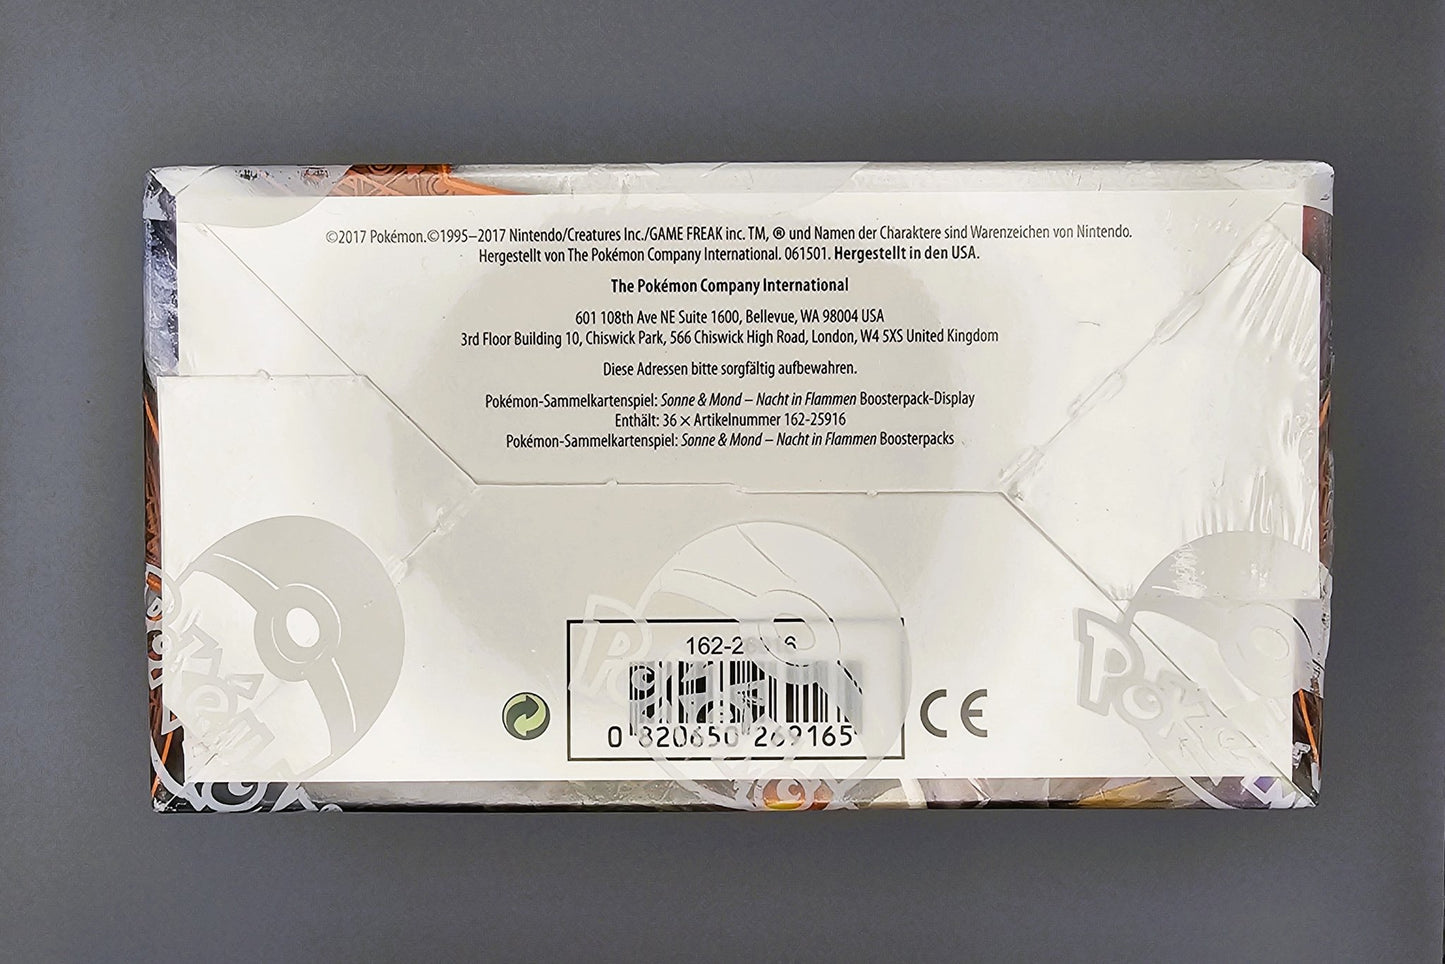 ©2017 Pokémon.©1995–2017 Nintendo/Creatures Inc./GAME FREAK inc. TM, ® und Namen der Charaktere sind Warenzeichen von Nintendo.
Hergestellt von The Pokémon Company International. 061501. Hergestellt in den USA.
The Pokémon Company International
601 108th Ave NE Suite 1600, Bellevue, WA 98004 USA
3rd Floor Building 10, Chiswick Park, 566 Chiswick High Road, London, W4 5XS United Kingdom
Diese Adressen bitte sorgfältig aufbewahren.
Pokémon-Sammelkartenspiel: Sonne & Mond – Nacht in Flammen Boosterpack-Display
Enthält: 36 × Artikelnummer 162-25916
Pokémon-Sammelkartenspiel: Sonne & Mond – Nacht in Flammen Boosterpacks
0 820650 269165
CE
POKéMON
POKéMON
POKéMON